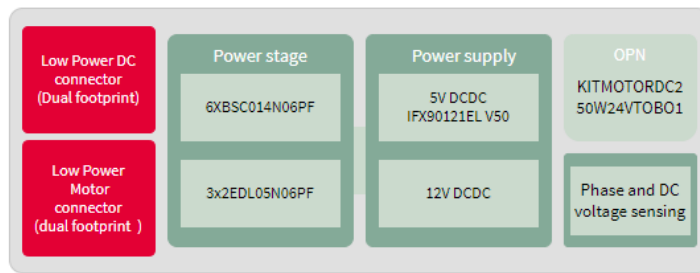 Low Power DC
connector
(Dual footprint)
Low Power
Motor
connector
(dual footprint )
Power stage
6XBSC014N06PF
3x2EDL05N06PF
Power supply
5V DCDC
IFX90121EL V50
12V DCDC
OPN
KITMOTORDC2
50W24VTOBO1
Phase and DC
voltage sensing